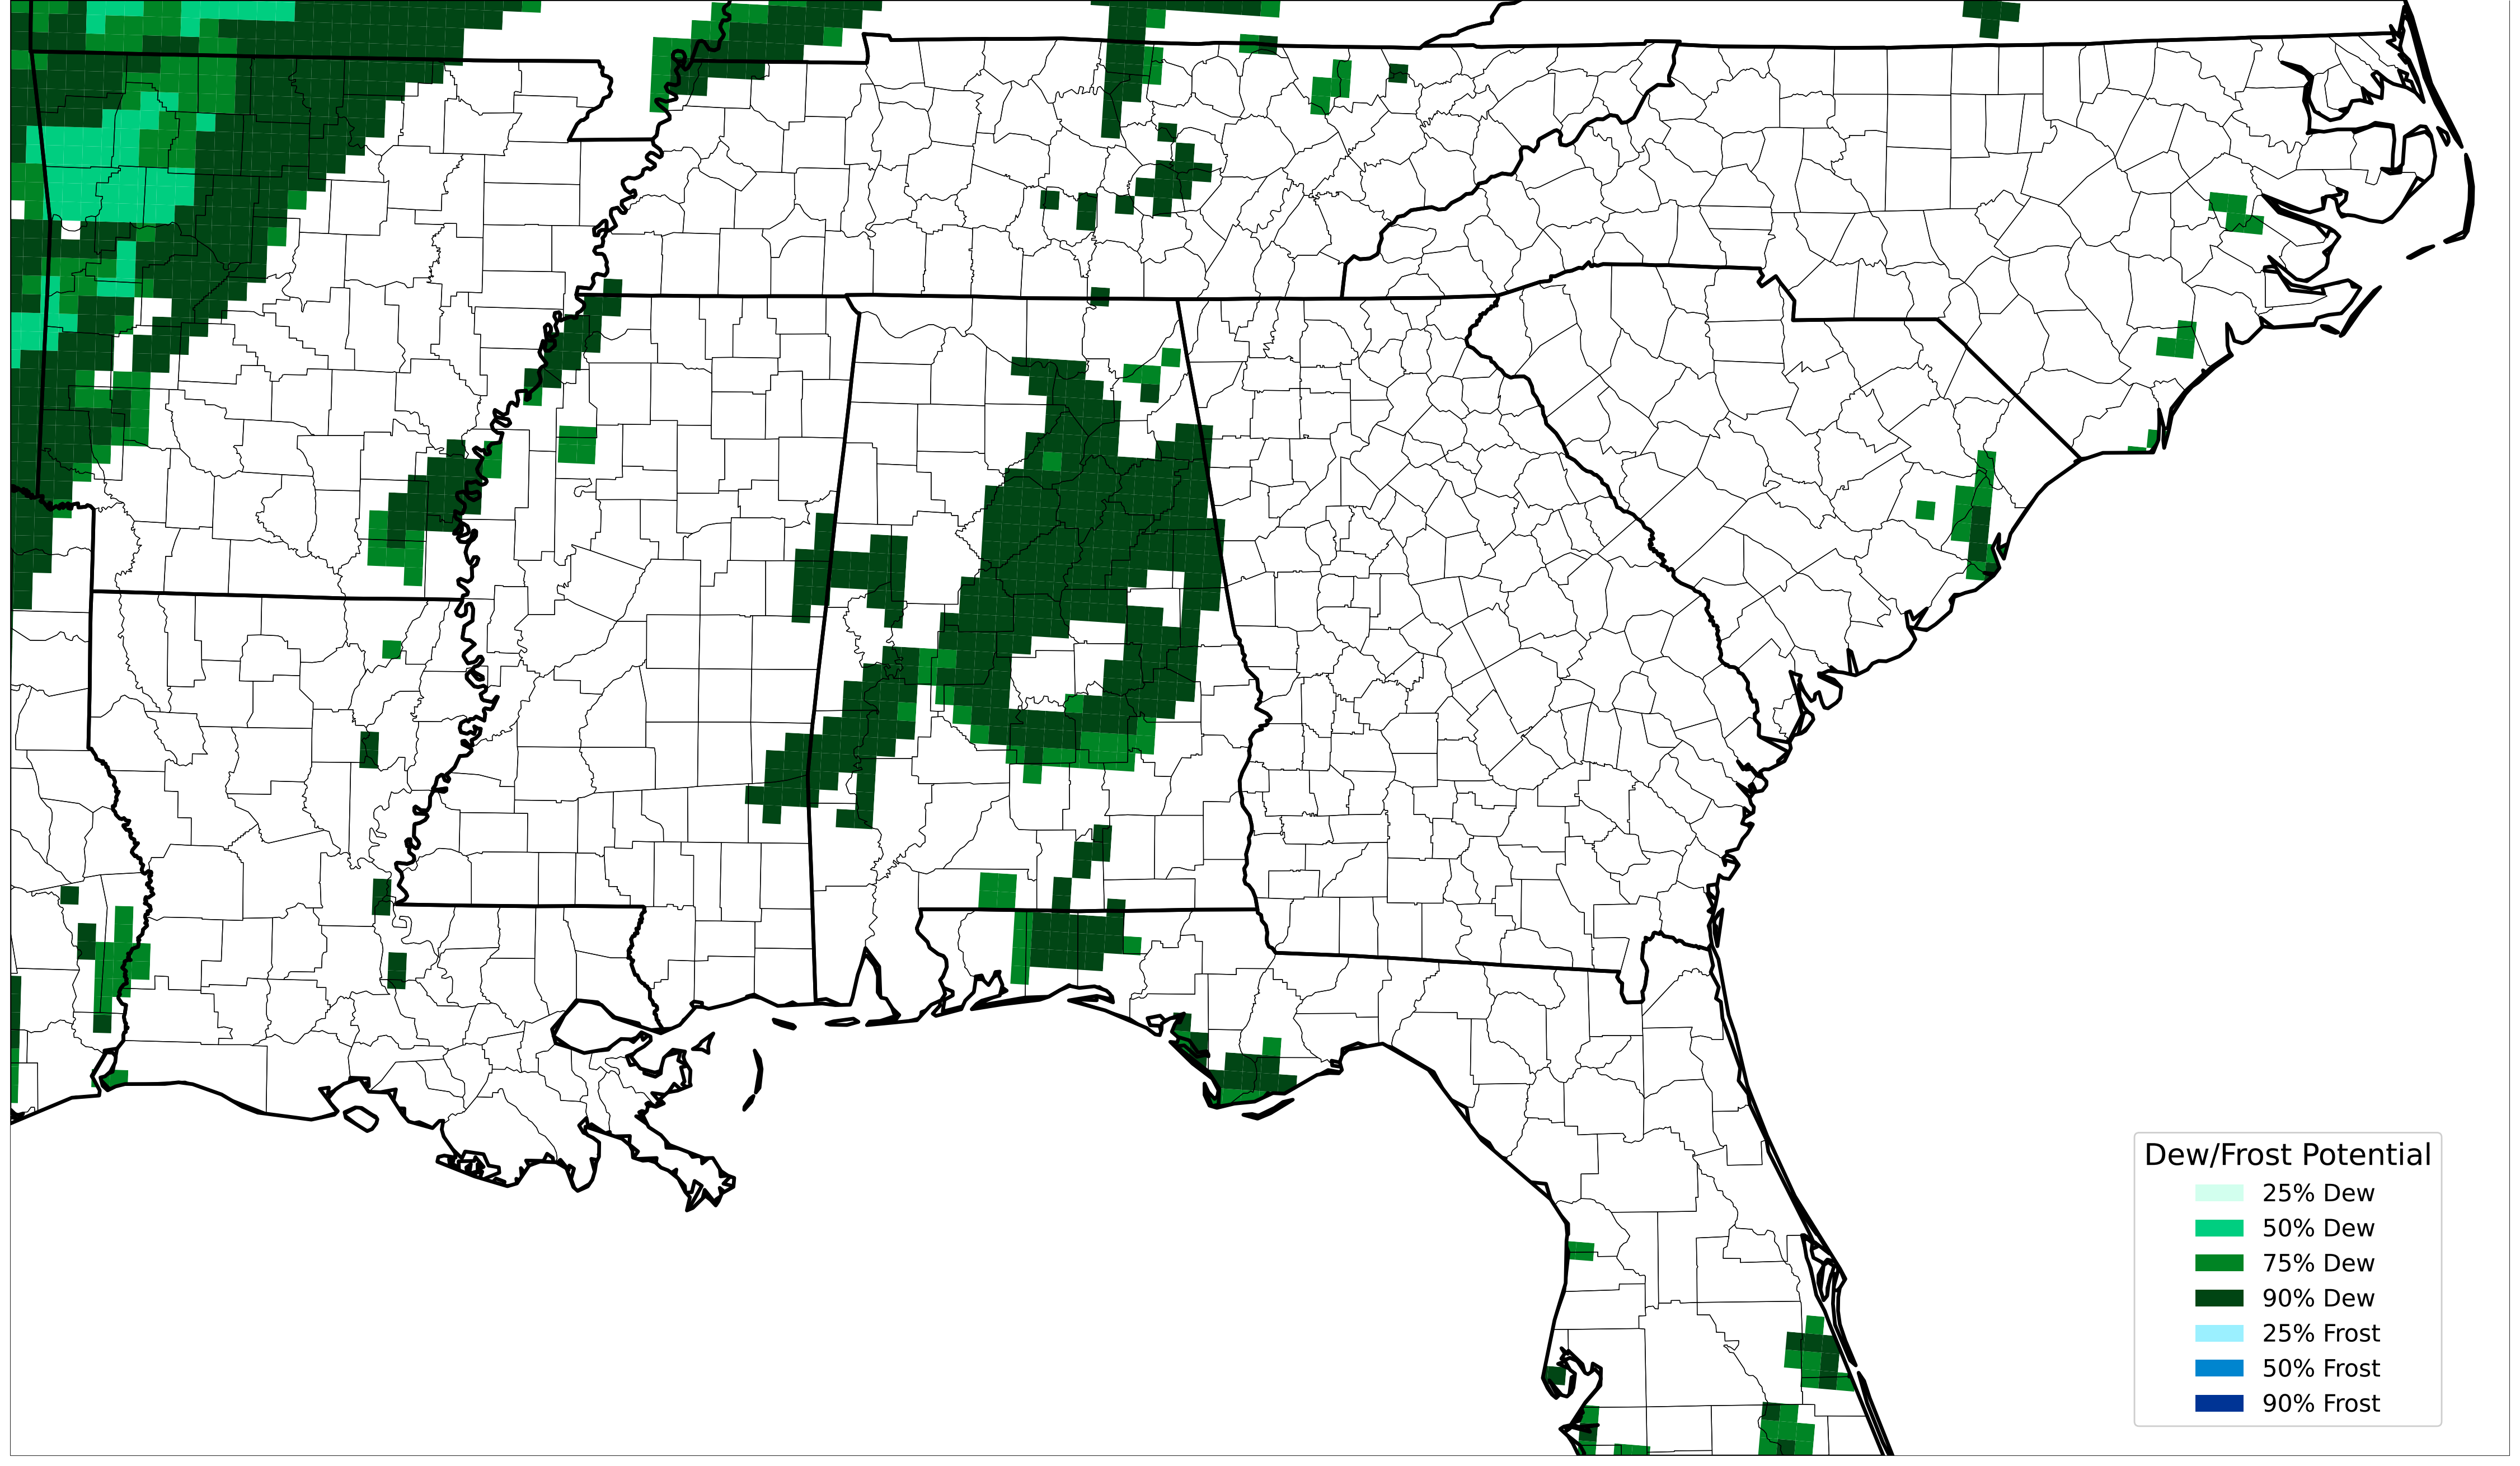 Dew/Frost Potential
25% Dew
50% Dew
75% Dew
90% Dew
25% Frost
50% Frost
90% Frost